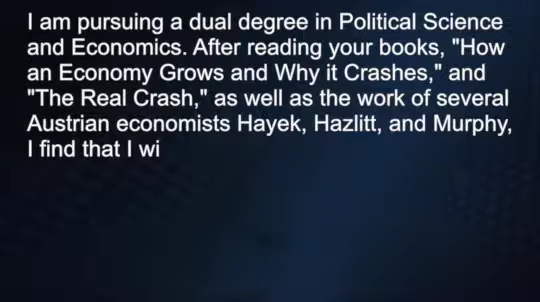 I am pursuing a dual degree in Political Science
and Economics. After reading your books, "How
an Economy Grows and Why it Crashes," and
"The Real Crash," as well as the work of several
Austrian economists Hayek, Hazlitt, and Murphy,
I find that I wi